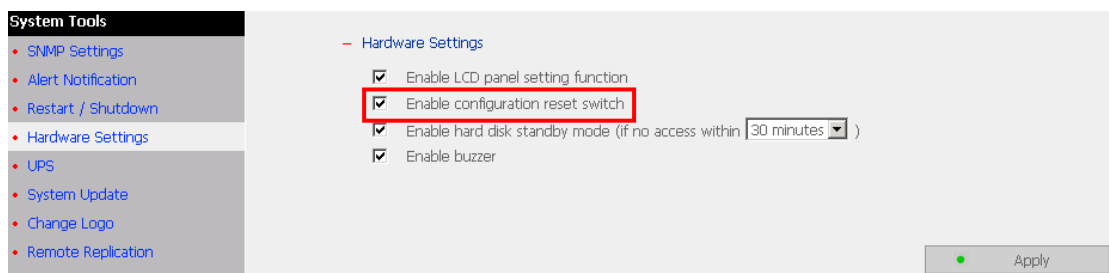 System Tools
SNMP Settings
Alert Notification
Restart / Shutdown
Hardware Settings
UPS
System Update
Change Logo
Remote Replication
Hardware Settings
Enable LCD panel setting function
Enable configuration reset switch
Enable hard disk standby mode (if no access within 30 minutes )
Enable buzzer
Apply